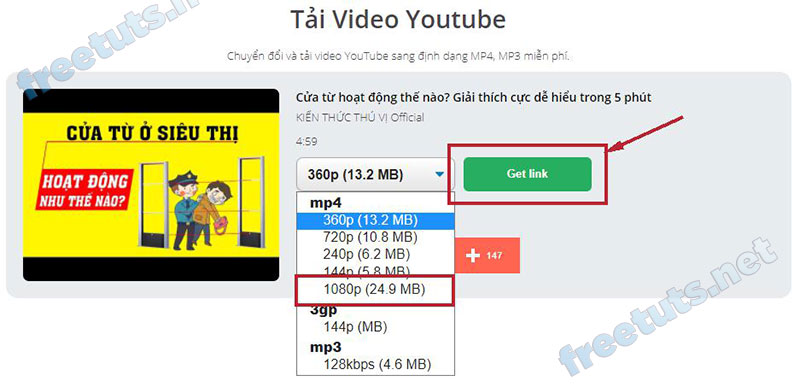 Tải Video Youtube
Chuyển đổi và tải video YouTube sang định dạng MP4, MP3 miễn phí.
freetuts.net
CỬA TỪ Ở SIÊU THỊ
HOẠT ĐỘNG
NHƯ THẾ NÀO?
Cửa từ hoạt động thế nào? Giải thích cực dễ hiểu trong 5 phút
KIẾN THỨC THÚ VỊ Official
4:59
360p (13.2 MB)
Get link
mp4
360p (13.2 MB)
720p (10.8 MB)
240p (6.2 MB)
144p (5.8 MB)
1080p (24.9 MB)
3gp
144p (MB)
mp3
128kbps (4.6 MB)
+ 147
freetuts.net